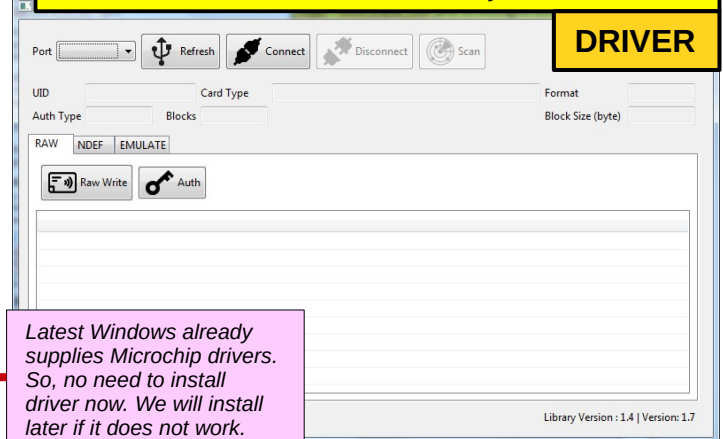 DRIVER
Port Refresh Connect Disconnect Scan
UID Card Type Format
Auth Type Blocks Block Size (byte)
RAW NDEF EMULATE
Raw Write Auth
Latest Windows already
supplies Microchip drivers.
So, no need to install
driver now. We will install
later if it does not work.
Library Version : 1.4 | Version: 1.7